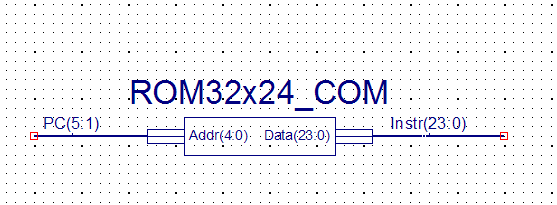 ROM32x24_COM
PC(5:1)
Instr(23:0)
Addr(4:0)
Data(23:0)